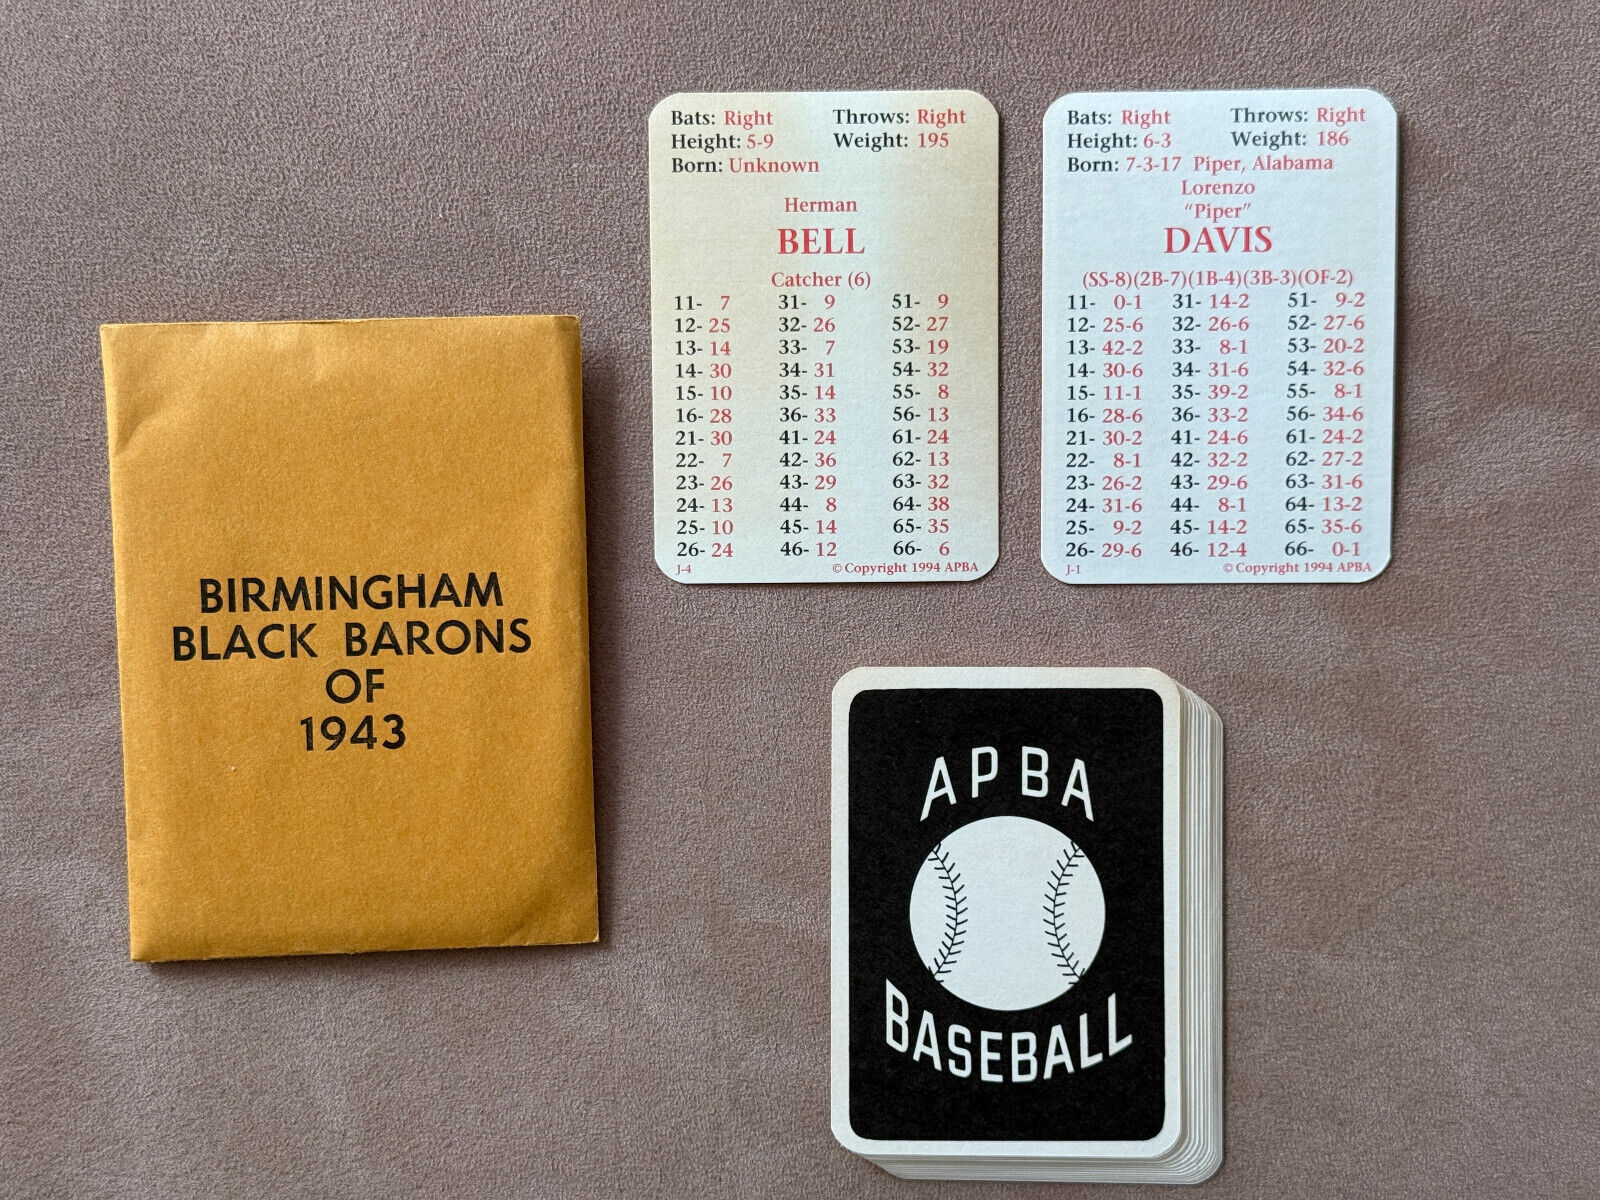 BIRMINGHAM
BLACK BARONS
OF
1943
Bats: Right Throws: Right
Height: 5-9 Weight: 195
Born: Unknown
Herman
BELL
Catcher (6)
11- 7 31- 9 51- 9
12- 25 32- 26 52- 27
13- 14 33- 7 53- 19
14- 30 34- 31 54- 32
15- 10 35- 14 55- 8
16- 28 36- 33 56- 13
21- 30 41- 24 61- 24
22- 7 42- 36 62- 13
23- 26 43- 29 63- 32
24- 13 44- 8 64- 38
25- 10 45- 14 65- 35
26- 24 46- 12 66- 6
J-4 © Copyright 1994 APBA
Bats: Right Throws: Right
Height: 6-3 Weight: 186
Born: 7-3-17 Piper, Alabama
Lorenzo
“Piper”
DAVIS
(SS-8)(2B-7)(1B-4)(3B-3)(OF-2)
11- 0-1 31- 14-2 51- 9-2
12- 25-6 32- 26-6 52- 27-6
13- 42-2 33- 8-1 53- 20-2
14- 30-6 34- 31-6 54- 32-6
15- 11-1 35- 39-2 55- 8-1
16- 28-6 36- 33-2 56- 34-6
21- 30-2 41- 24-6 61- 24-2
22- 8-1 42- 32-2 62- 27-2
23- 26-2 43- 29-6 63- 31-6
24- 31-6 44- 8-1 64- 13-2
25- 9-2 45- 14-2 65- 35-6
26- 29-6 46- 12-4 66- 0-1
J-1 © Copyright 1994 APBA
APBA
BASEBALL